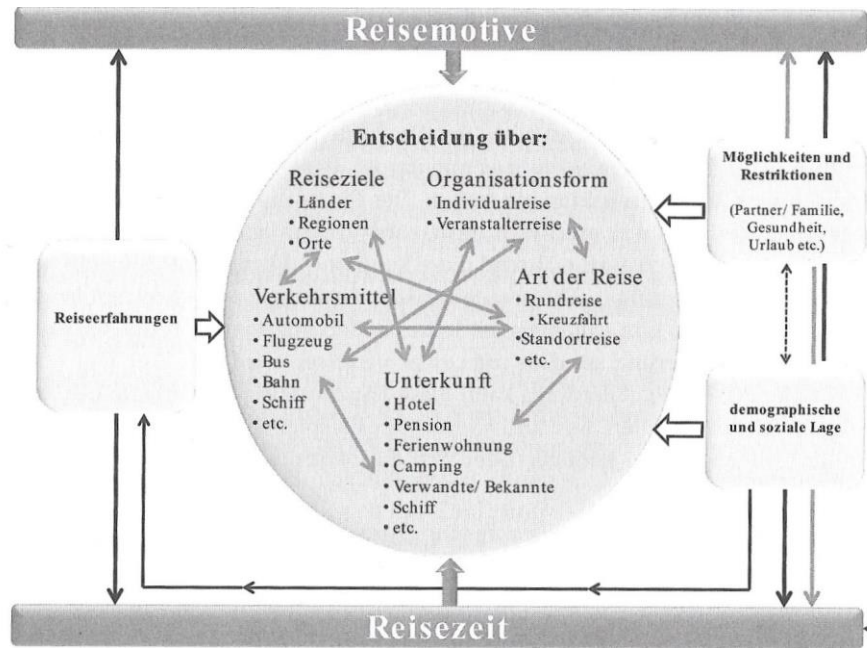 Reisemotive
Entscheidung über:
Reiseziele
• Länder
• Regionen
• Orte
Organisationsform
• Individualreise
• Veranstalterreise
Verkehrsmittel
• Automobil
• Flugzeug
• Bus
• Bahn
• Schiff
• etc.
Art der Reise
• Rundreise
• Kreuzfahrt
• Standortreise
• etc.
Unterkunft
• Hotel
• Pension
• Ferienwohnung
• Camping
• Verwandte/ Bekannte
• Schiff
• etc.
Reiseerfahrungen
Möglichkeiten und
Restriktionen
(Partner/ Familie,
Gesundheit,
Urlaub etc.)
demographische
und soziale Lage
Reisezeit